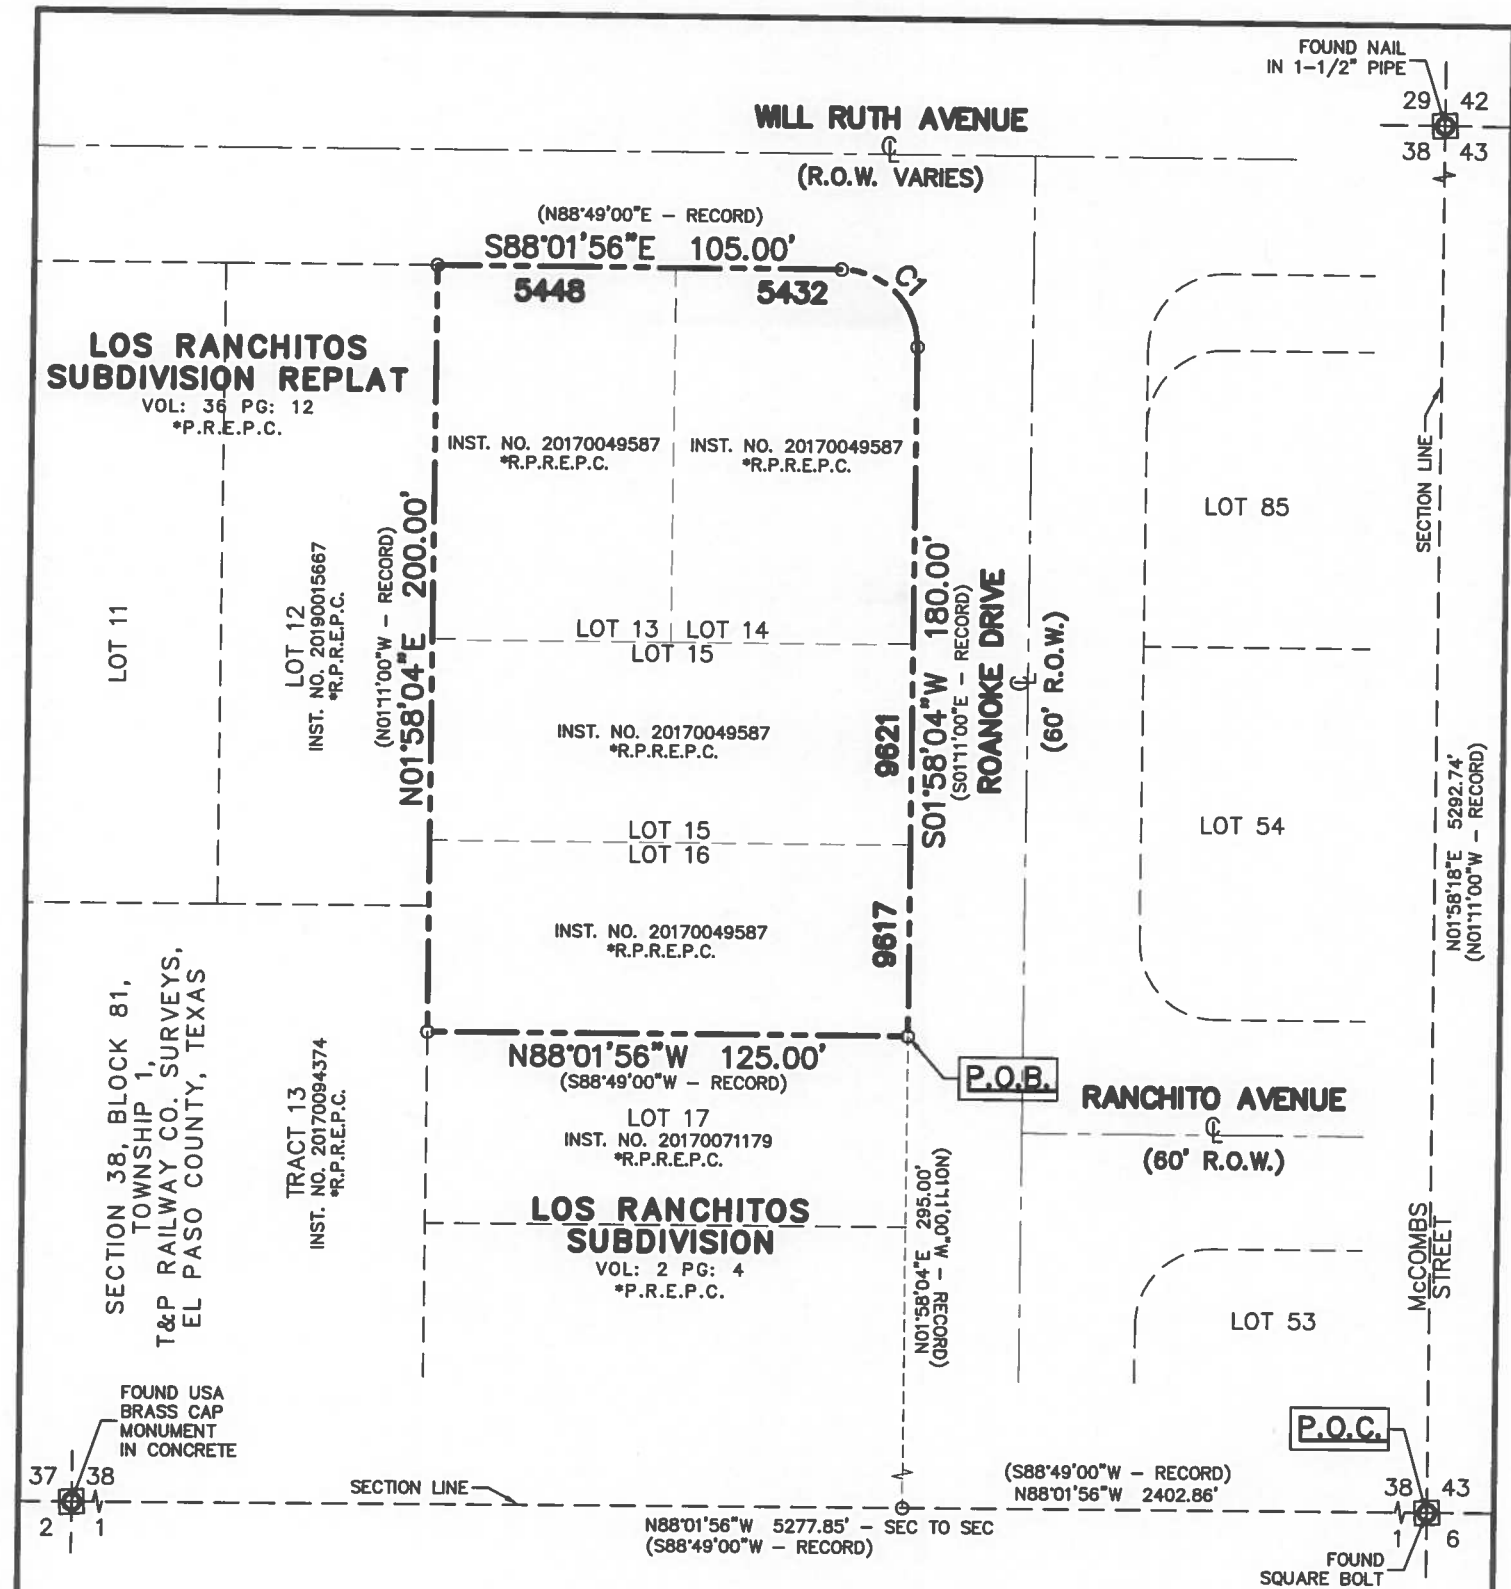 FOUND NAIL
IN 1-1/2" PIPE
29 42
38 43
WILL RUTH AVENUE
(R.O.W. VARIES)
(N88°49'00"E - RECORD)
S88°01'56"E 105.00'
C1
5448
5432
LOS RANCHITOS
SUBDIVISION REPLAT
VOL: 36 PG: 12
*P.R.E.P.C.
INST. NO. 20170049587
*R.P.R.E.P.C.
INST. NO. 20170049587
*R.P.R.E.P.C.
LOT 11
LOT 12
INST. NO. 20190015667
*R.P.R.E.P.C.
(N01°11'00"W - RECORD)
N01°58'04"E 200.00'
LOT 13
LOT 14
LOT 15
INST. NO. 20170049587
*R.P.R.E.P.C.
9621
S01°58'04"W 180.00'
(S01°11'00"E - RECORD)
ROANOKE DRIVE
(60' R.O.W.)
LOT 85
SECTION LINE
LOT 54
N01°58'18"E 5292.74'
(N01°11'00"W - RECORD)
LOT 15
LOT 16
INST. NO. 20170049587
*R.P.R.E.P.C.
9617
SECTION 38, BLOCK 81,
TOWNSHIP 1,
T&P RAILWAY CO. SURVEYS,
EL PASO COUNTY, TEXAS
TRACT 13
INST. NO. 20170094374
*R.P.R.E.P.C.
N88°01'56"W 125.00'
(S88°49'00"W - RECORD)
P.O.B.
RANCHITO AVENUE
(60' R.O.W.)
LOT 17
INST. NO. 20170071179
*R.P.R.E.P.C.
LOS RANCHITOS
SUBDIVISION
VOL: 2 PG: 4
*P.R.E.P.C.
N01°58'04"E 295.00'
(N01°11'00"W - RECORD)
McCOMBS
STREET
LOT 53
FOUND USA
BRASS CAP
MONUMENT
IN CONCRETE
37 38
2 1
SECTION LINE
P.O.C.
(S88°49'00"W - RECORD)
N88°01'56"W 2402.86'
38 43
1 6
N88°01'56"W 5277.85' - SEC TO SEC
(S88°49'00"W - RECORD)
FOUND
SQUARE BOLT